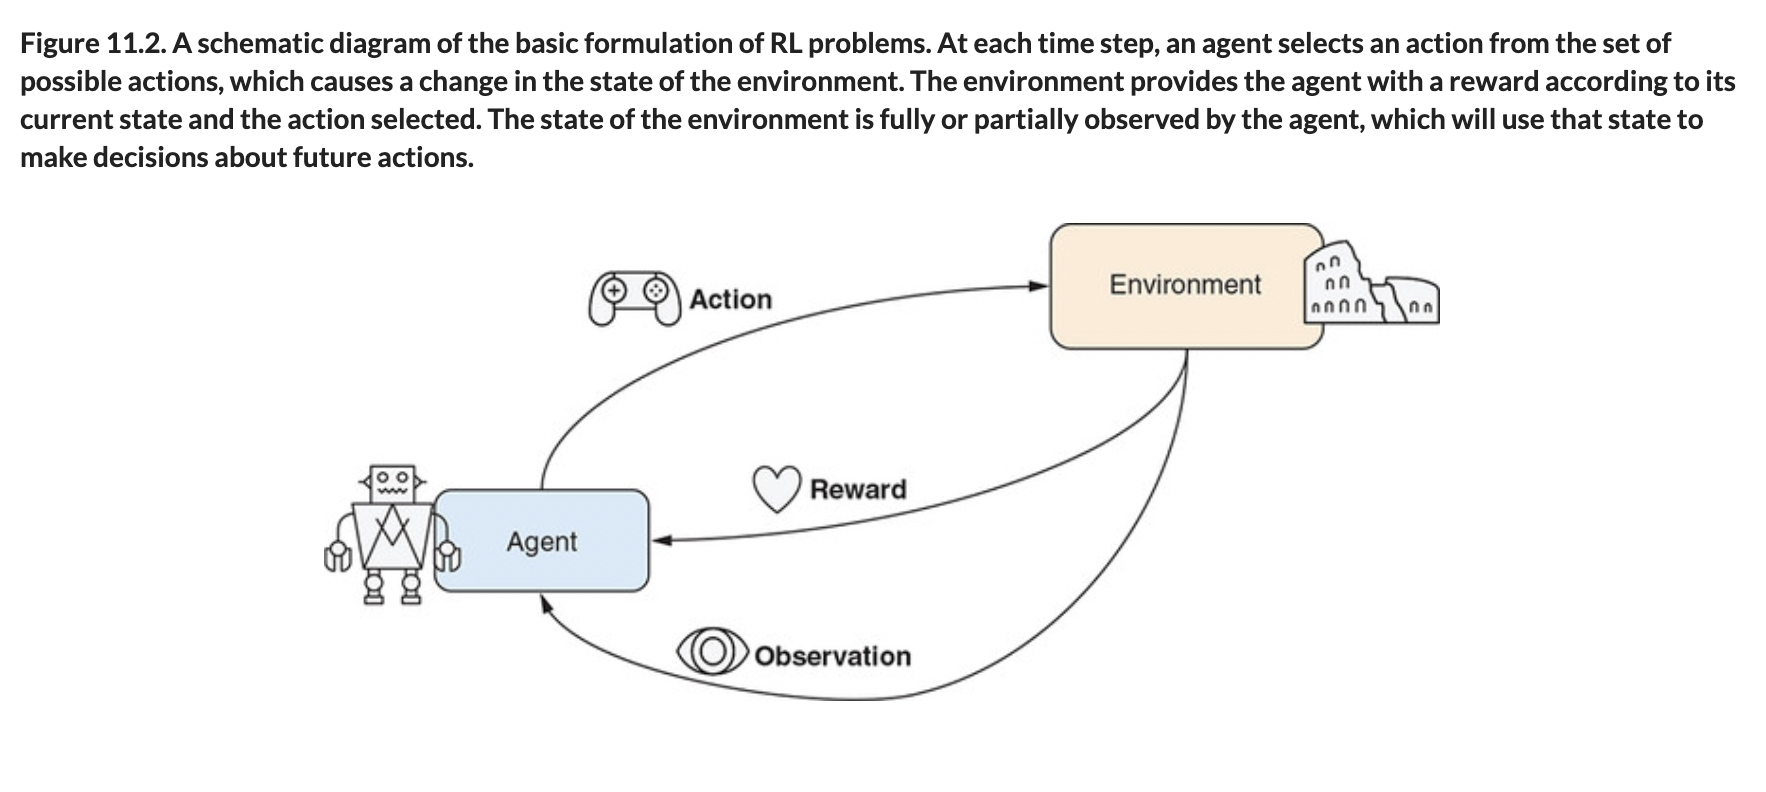 Figure 11.2. A schematic diagram of the basic formulation of RL problems. At each time step, an agent selects an action from the set of
possible actions, which causes a change in the state of the environment. The environment provides the agent with a reward according to its
current state and the action selected. The state of the environment is fully or partially observed by the agent, which will use that state to
make decisions about future actions.
Environment
Action
Reward
Agent
Observation